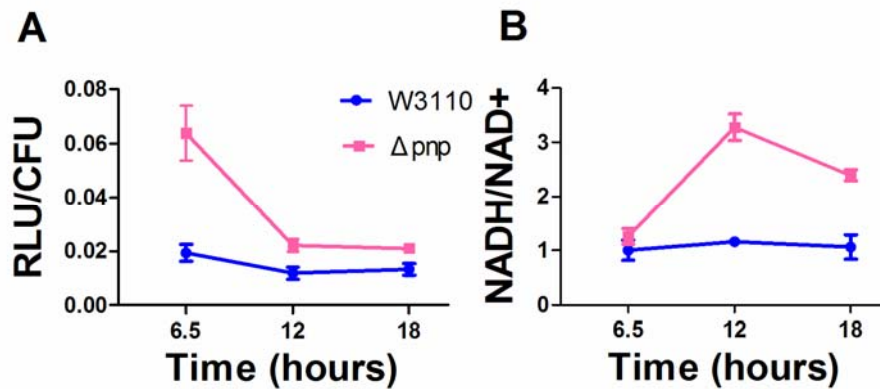 A
RLU/CFU
0.08
0.06
0.04
0.02
0.00
6.5
12
18
Time (hours)
W3110
Δpnp
B
NADH/NAD+
4
3
2
1
0
6.5
12
18
Time (hours)